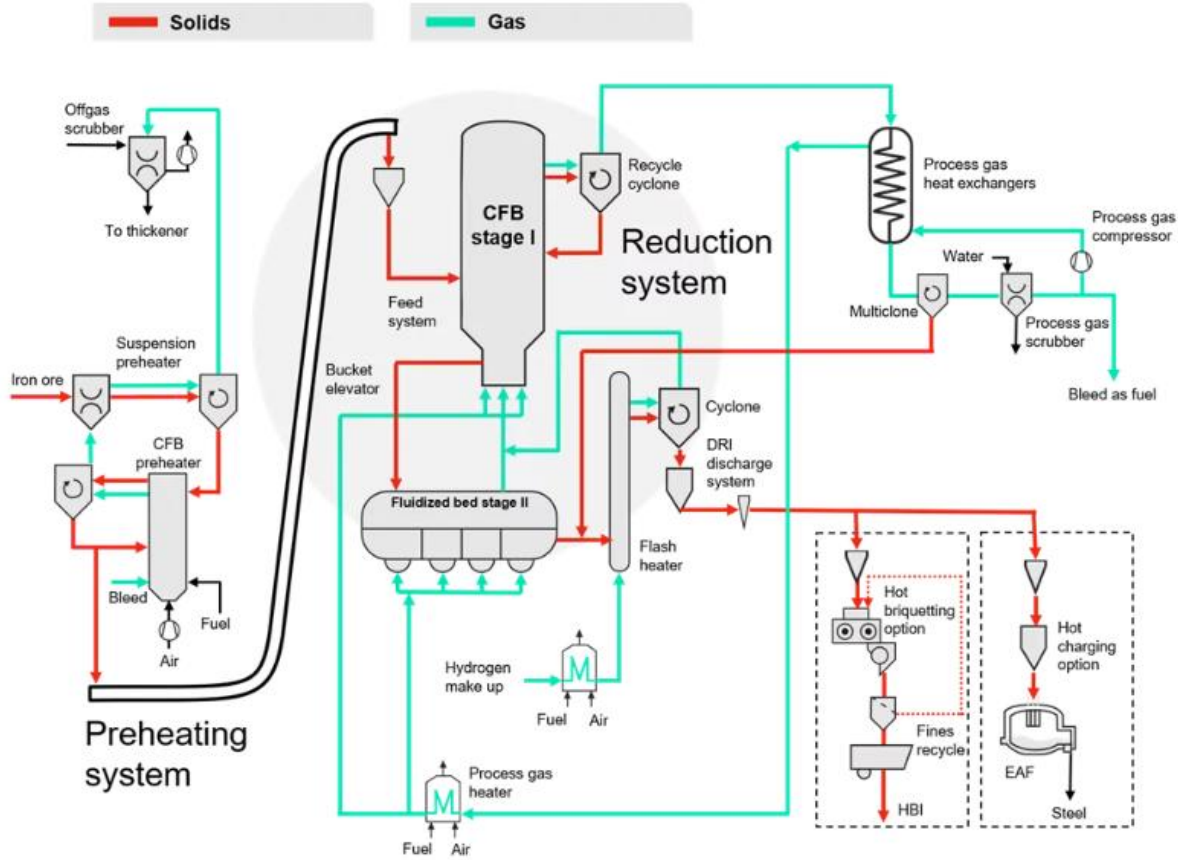 Solids
Gas
Offgas
scrubber
To thickener
Suspension
preheater
Iron ore
CFB
preheater
Bleed
Fuel
Air
Preheating
system
CFB
stage I
Recycle
cyclone
Reduction
system
Feed
system
Bucket
elevator
Fluidized bed stage II
Cyclone
DRI
discharge
system
Flash
heater
Hydrogen
make up
Fuel
Air
Process gas
heater
Fuel
Air
Process gas
heat exchangers
Process gas
compressor
Water
Multiclone
Process gas
scrubber
Bleed as fuel
Hot
briquetting
option
Fines
recycle
HBI
Hot
charging
option
EAF
Steel